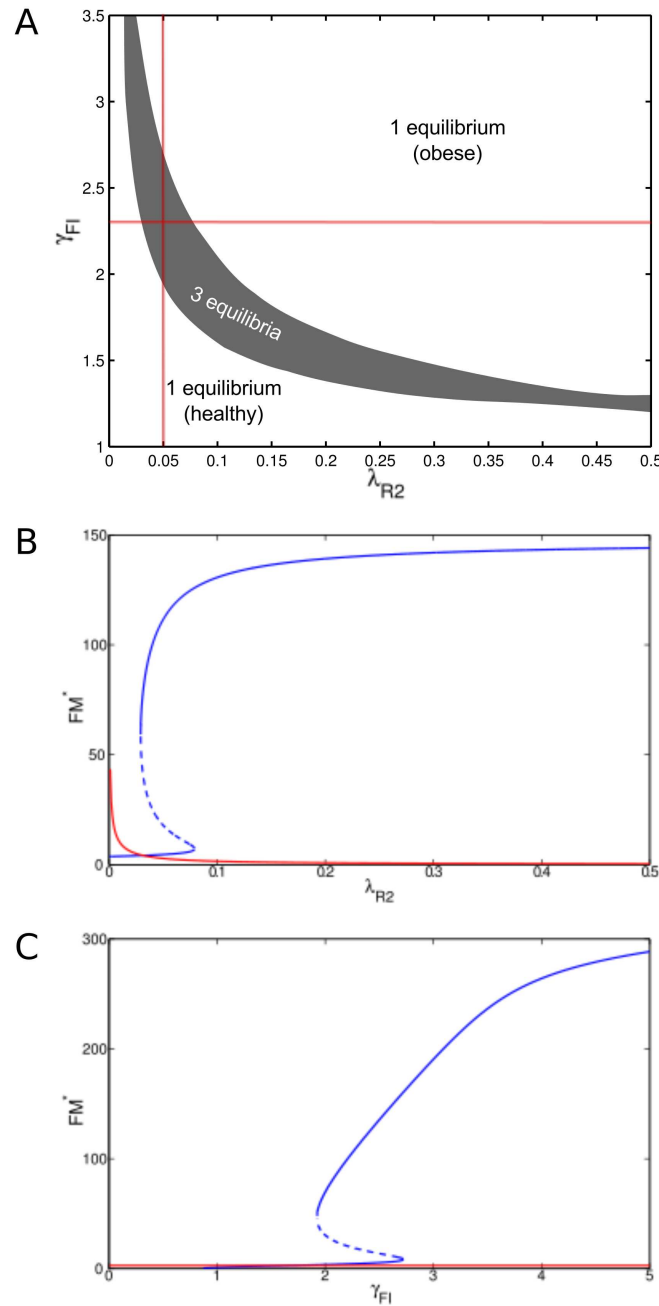 A
3.5
3
2.5
2
1.5
1
γFI
1 equilibrium
(obese)
3 equilibria
1 equilibrium
(healthy)
0 0.05 0.1 0.15 0.2 0.25 0.3 0.35 0.4 0.45 0.5
λR2
B
150
100
50
0
FM*
0 0.1 0.2 0.3 0.4 0.5
λR2
C
300
200
100
0
FM*
0 1 2 3 4 5
γFI